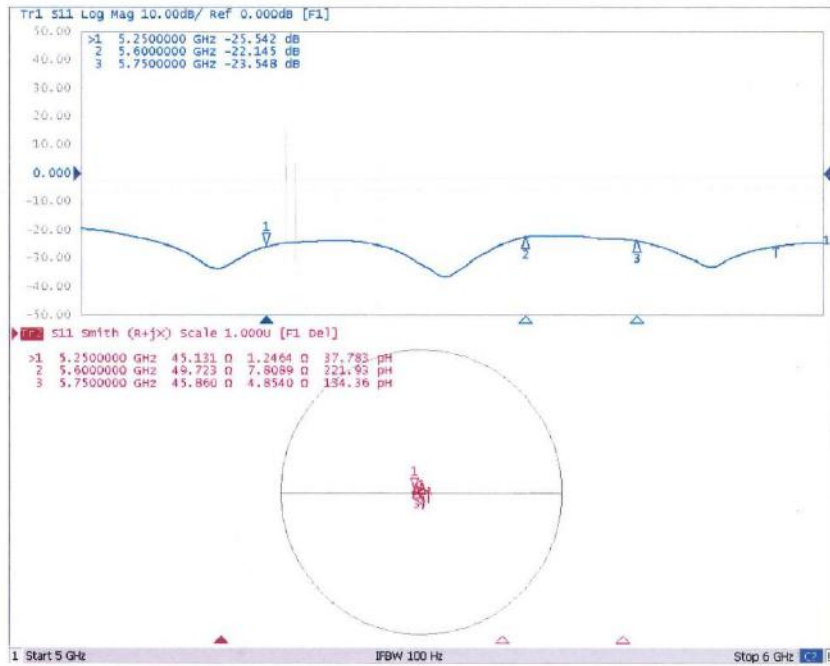 Tr1 S11 Log Mag 10.00dB/ Ref 0.000dB [F1]
50.00
>1 5.2500000 GHz -25.542 dB
2 5.6000000 GHz -22.145 dB
3 5.7500000 GHz -23.548 dB
40.00
30.00
20.00
10.00
0.000
-10.00
-20.00
1
1
-30.00
2
3
-40.00
-50.00
Tr2 S11 Smith (R+jX) Scale 1.000U [F1 Del]
>1 5.2500000 GHz 45.131 Ω 1.2464 Ω 37.783 pH
2 5.6000000 GHz 49.723 Ω 7.8089 Ω 221.93 pH
3 5.7500000 GHz 45.860 Ω 4.8540 Ω 134.36 pH
1
1 Start 5 GHz IFBW 100 Hz Stop 6 GHz C2